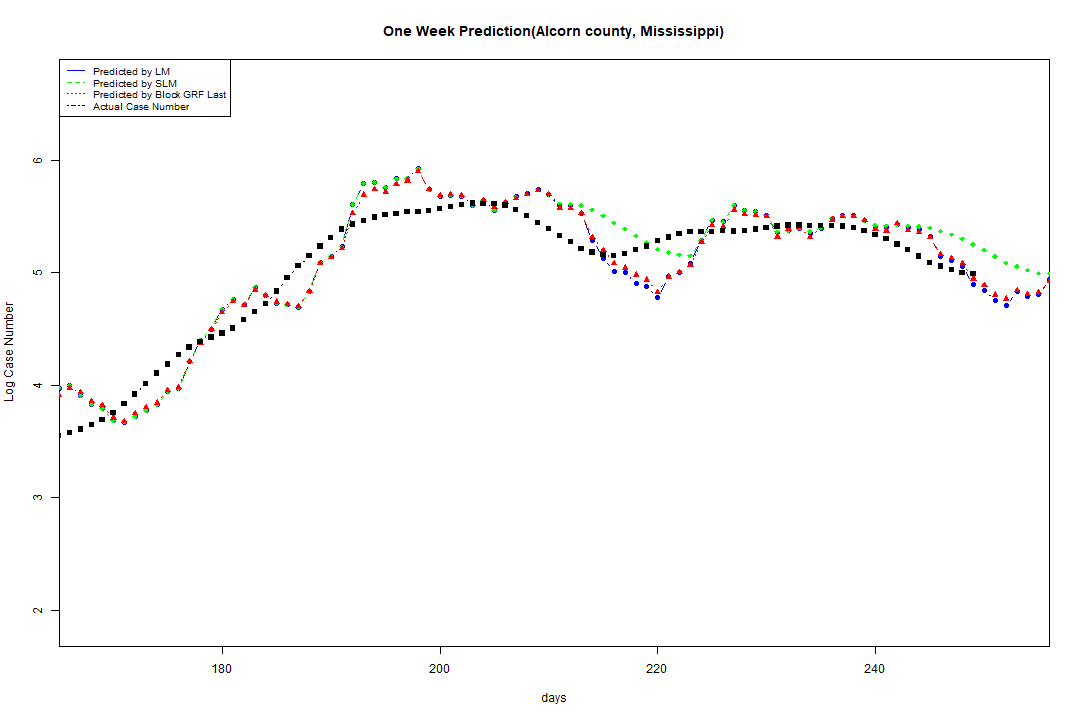 One Week Prediction(Alcorn county, Mississippi)
Predicted by LM
Predicted by SLM
Predicted by Block GRF Last
Actual Case Number
6
5
4
3
2
Log Case Number
180 200 220 240
days